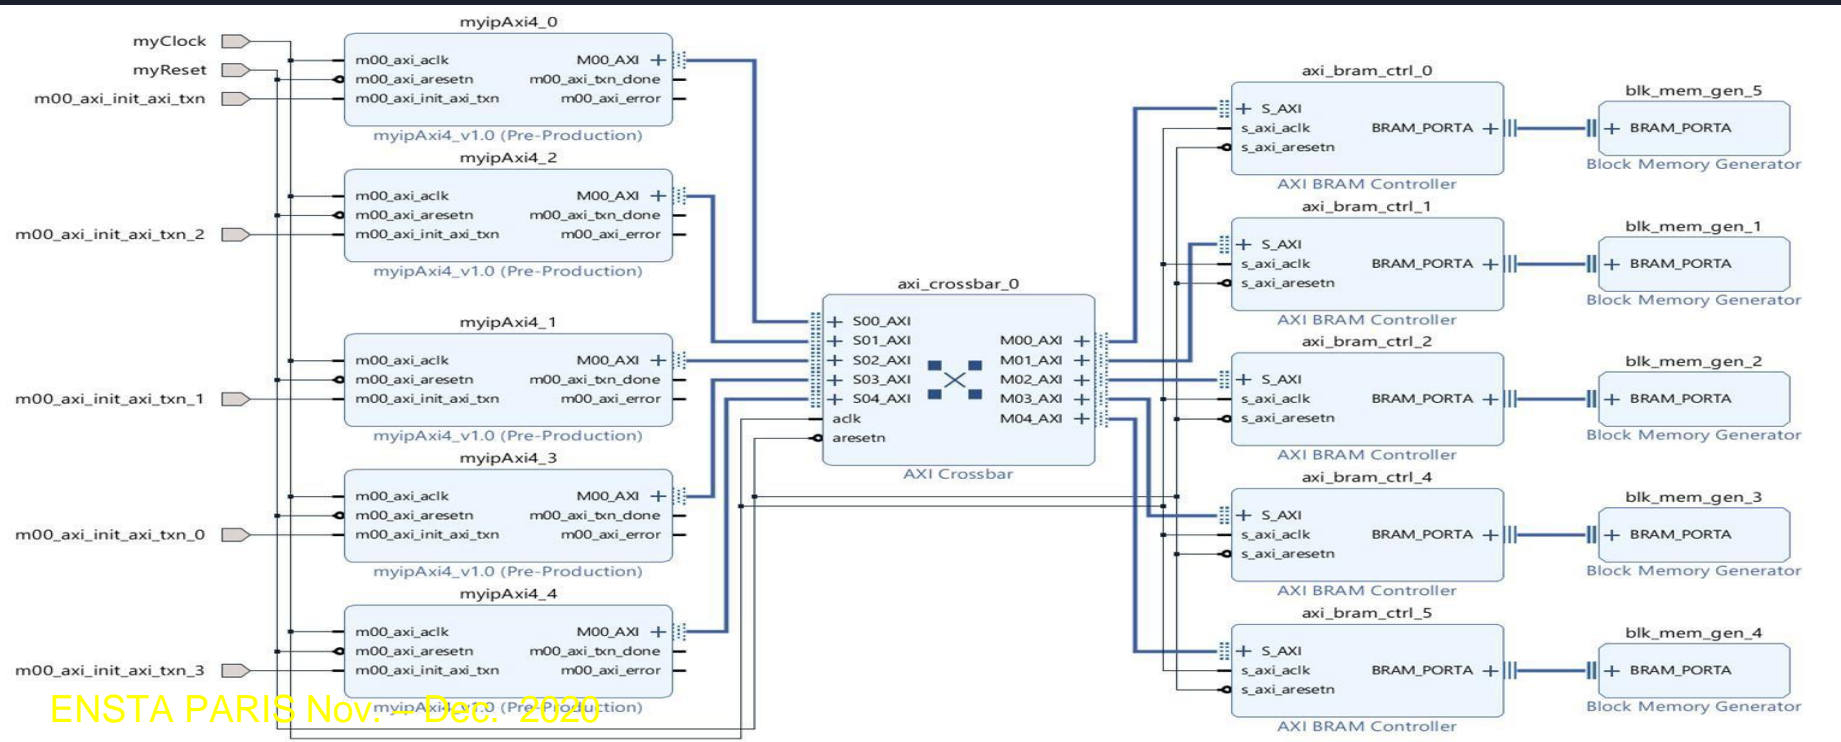 myClock
myReset
m00_axi_init_axi_txn
m00_axi_init_axi_txn_2
m00_axi_init_axi_txn_1
m00_axi_init_axi_txn_0
m00_axi_init_axi_txn_3
myipAxi4_0
m00_axi_aclk M00_AXI
m00_axi_aresetn m00_axi_txn_done
m00_axi_init_axi_txn m00_axi_error
myipAxi4_v1.0 (Pre-Production)
myipAxi4_2
m00_axi_aclk M00_AXI
m00_axi_aresetn m00_axi_txn_done
m00_axi_init_axi_txn m00_axi_error
myipAxi4_v1.0 (Pre-Production)
myipAxi4_1
m00_axi_aclk M00_AXI
m00_axi_aresetn m00_axi_txn_done
m00_axi_init_axi_txn m00_axi_error
myipAxi4_v1.0 (Pre-Production)
myipAxi4_3
m00_axi_aclk M00_AXI
m00_axi_aresetn m00_axi_txn_done
m00_axi_init_axi_txn m00_axi_error
myipAxi4_v1.0 (Pre-Production)
myipAxi4_4
m00_axi_aclk M00_AXI
m00_axi_aresetn m00_axi_txn_done
m00_axi_init_axi_txn m00_axi_error
myipAxi4_v1.0 (Pre-Production)
ENSTA PARIS Nov. – Dec. 2020
axi_crossbar_0
S00_AXI
S01_AXI M00_AXI
S02_AXI M01_AXI
S03_AXI M02_AXI
S04_AXI M03_AXI
aclk M04_AXI
aresetn
AXI Crossbar
axi_bram_ctrl_0
S_AXI
s_axi_aclk BRAM_PORTA
s_axi_aresetn
AXI BRAM Controller
axi_bram_ctrl_1
S_AXI
s_axi_aclk BRAM_PORTA
s_axi_aresetn
AXI BRAM Controller
axi_bram_ctrl_2
S_AXI
s_axi_aclk BRAM_PORTA
s_axi_aresetn
AXI BRAM Controller
axi_bram_ctrl_4
S_AXI
s_axi_aclk BRAM_PORTA
s_axi_aresetn
AXI BRAM Controller
axi_bram_ctrl_5
S_AXI
s_axi_aclk BRAM_PORTA
s_axi_aresetn
AXI BRAM Controller
blk_mem_gen_5
BRAM_PORTA
Block Memory Generator
blk_mem_gen_1
BRAM_PORTA
Block Memory Generator
blk_mem_gen_2
BRAM_PORTA
Block Memory Generator
blk_mem_gen_3
BRAM_PORTA
Block Memory Generator
blk_mem_gen_4
BRAM_PORTA
Block Memory Generator